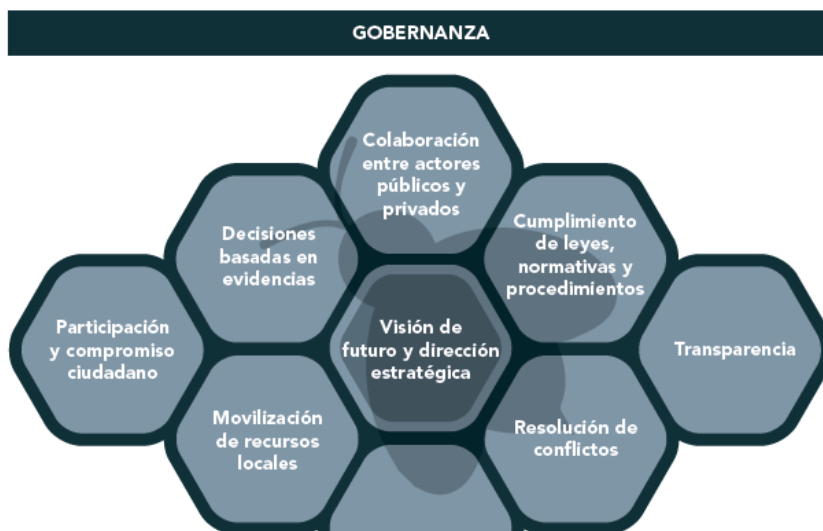 GOBERNANZA
Colaboración
entre actores
públicos y
privados
Decisiones
basadas en
evidencias
Cumplimiento
de leyes,
normativas y
procedimientos
Participación
y compromiso
ciudadano
Visión de
futuro y dirección
estratégica
Transparencia
Movilización
de recursos
locales
Resolución de
conflictos